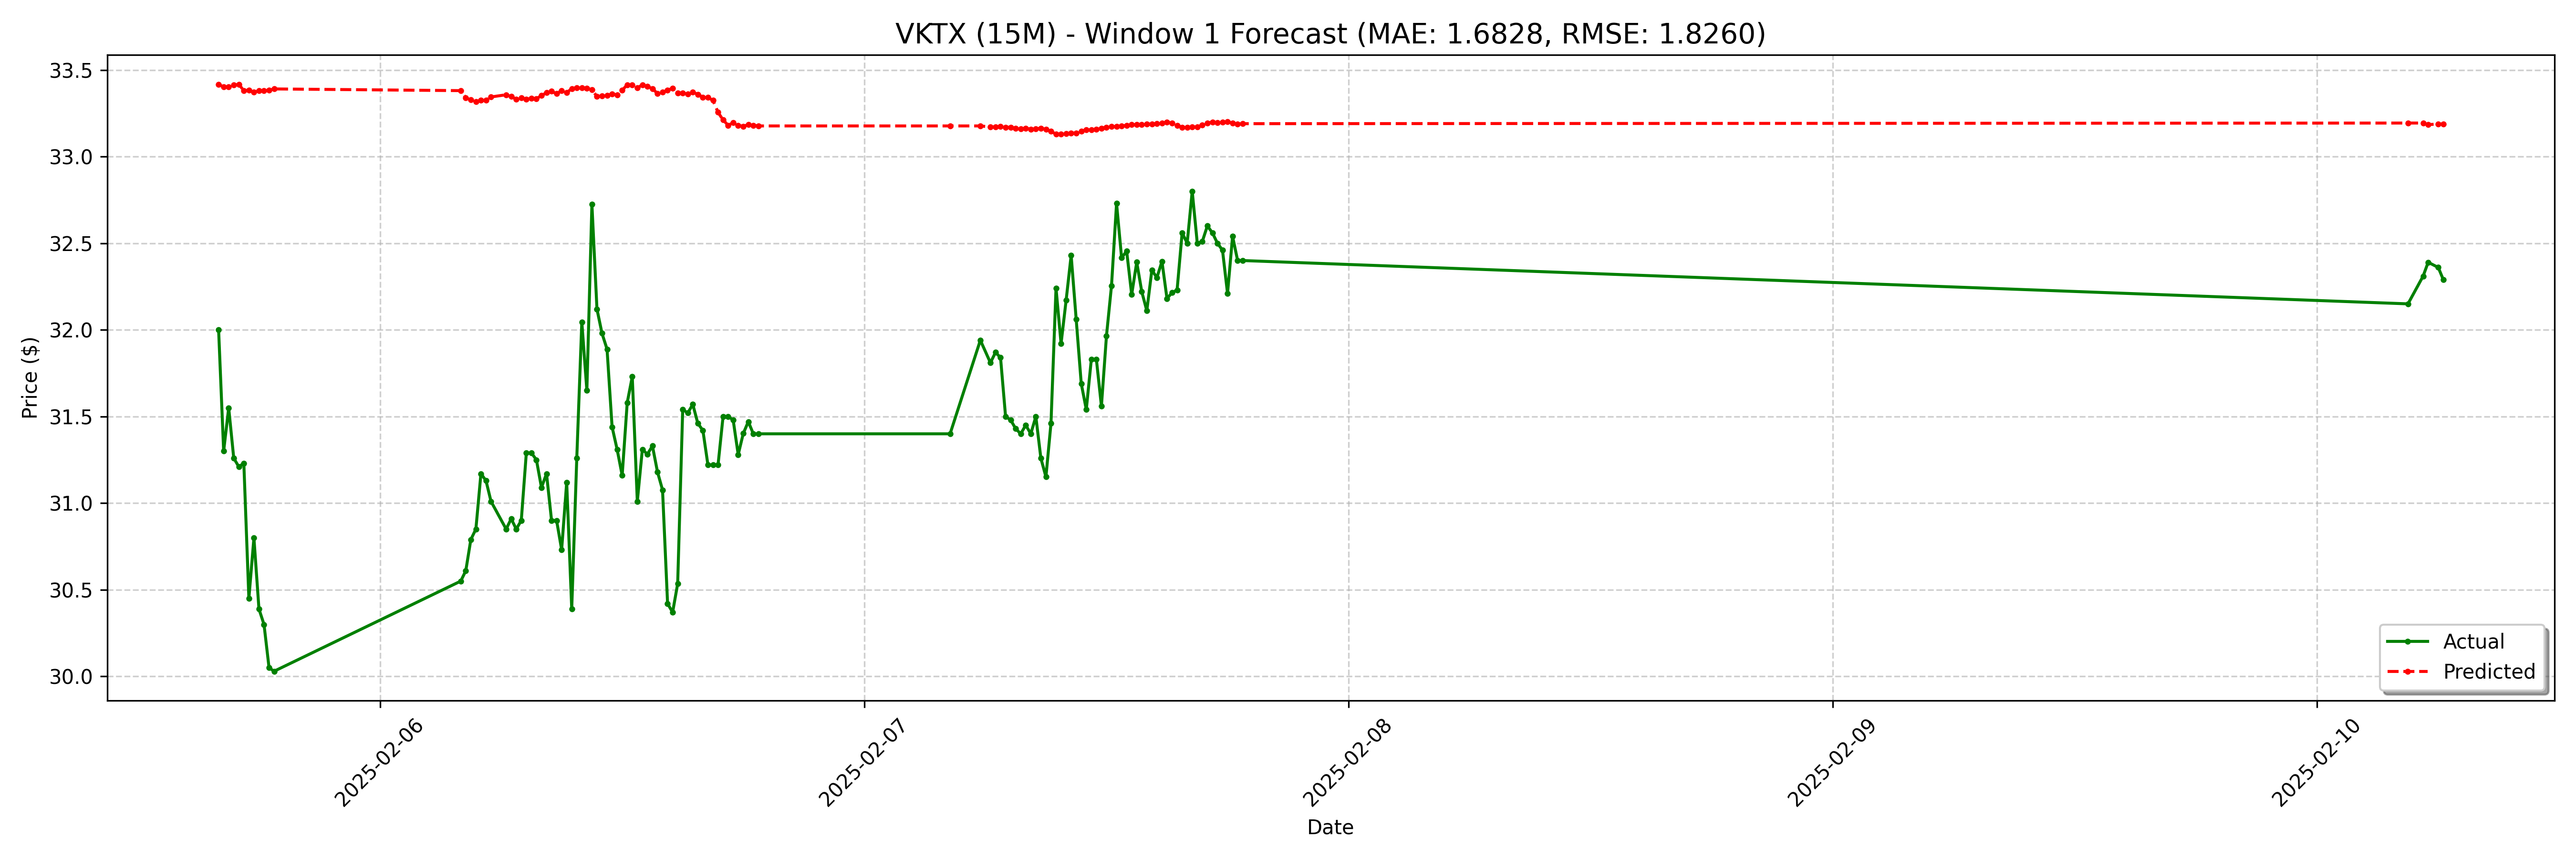 VKTX (15M) - Window 1 Forecast (MAE: 1.6828, RMSE: 1.8260)
Price ($)
33.5
33.0
32.5
32.0
31.5
31.0
30.5
30.0
Actual
Predicted
2025-02-06
2025-02-07
2025-02-08
2025-02-09
2025-02-10
Date